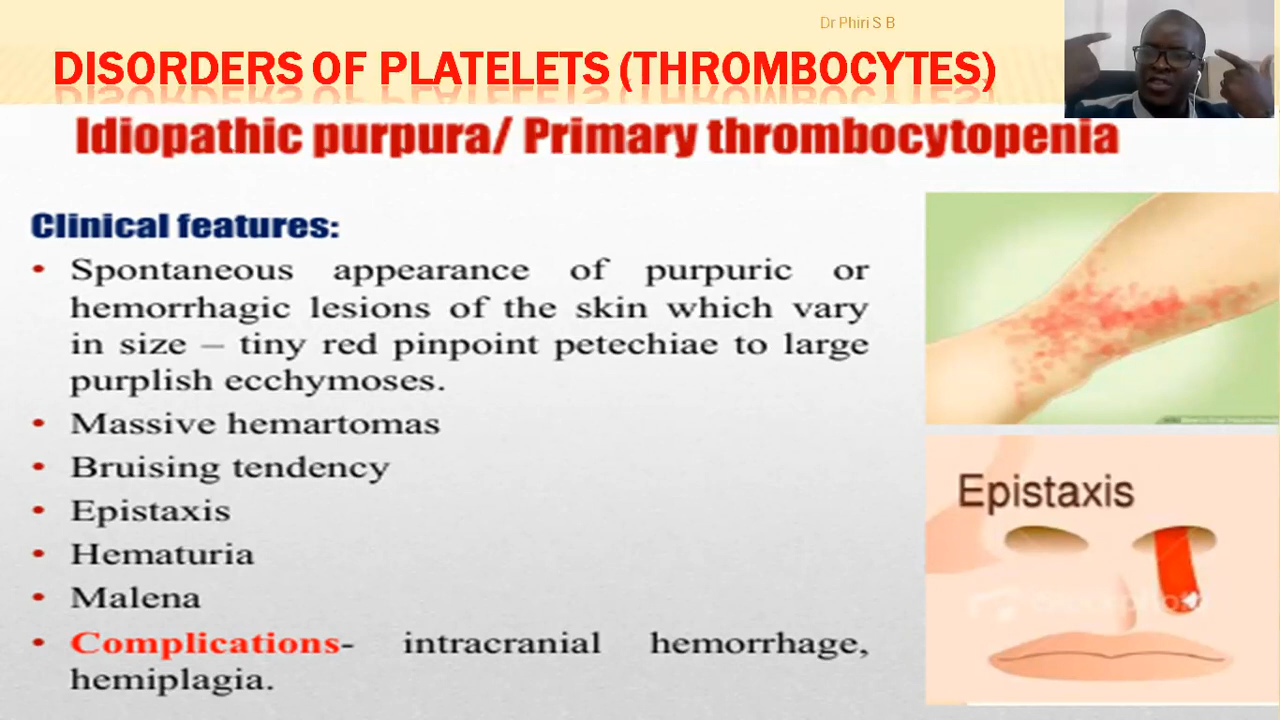 Dr Phiri S B
DISORDERS OF PLATELETS (THROMBOCYTES)
Idiopathic purpura/ Primary thrombocytopenia
Clinical features:
• Spontaneous appearance of purpuric or
hemorrhagic lesions of the skin which vary
in size – tiny red pinpoint petechiae to large
purplish ecchymoses.
• Massive hemartomas
• Bruising tendency
• Epistaxis
• Hematuria
• Malena
• Complications- intracranial hemorrhage,
hemiplagia.
Epistaxis